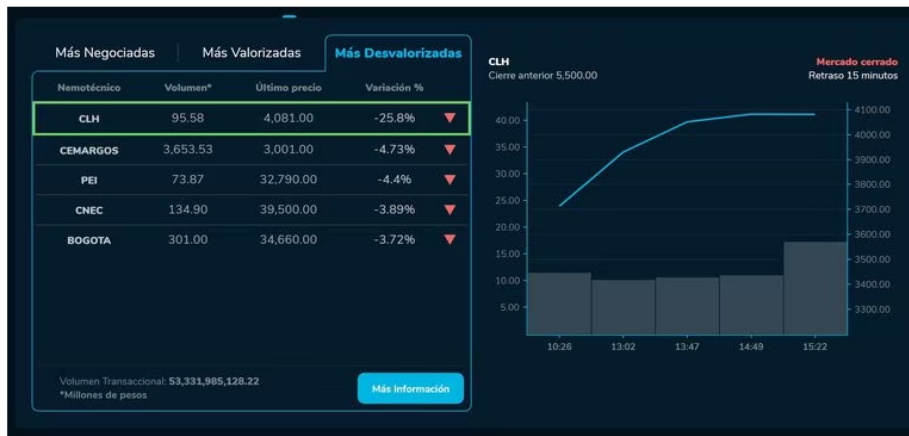 Más Negociadas
Más Valorizadas
Más Desvalorizadas
Nemotécnico Volumen* Último precio Variación %
CLH 95.58 4,081.00 -25.8%
CEMARGOS 3,653.53 3,001.00 -4.73%
PEI 73.87 32,790.00 -4.4%
CNEC 134.90 39,500.00 -3.89%
BOGOTA 301.00 34,660.00 -3.72%
Volumen Transaccional: 53,331,985,128.22
*Millones de pesos
Más Información
CLH
Cierre anterior 5,500.00
Mercado cerrado
Retraso 15 minutos
40.00
35.00
30.00
25.00
20.00
15.00
10.00
5.00
4100.00
4000.00
3900.00
3800.00
3700.00
3600.00
3500.00
3400.00
3300.00
10:26 13:02 13:47 14:49 15:22